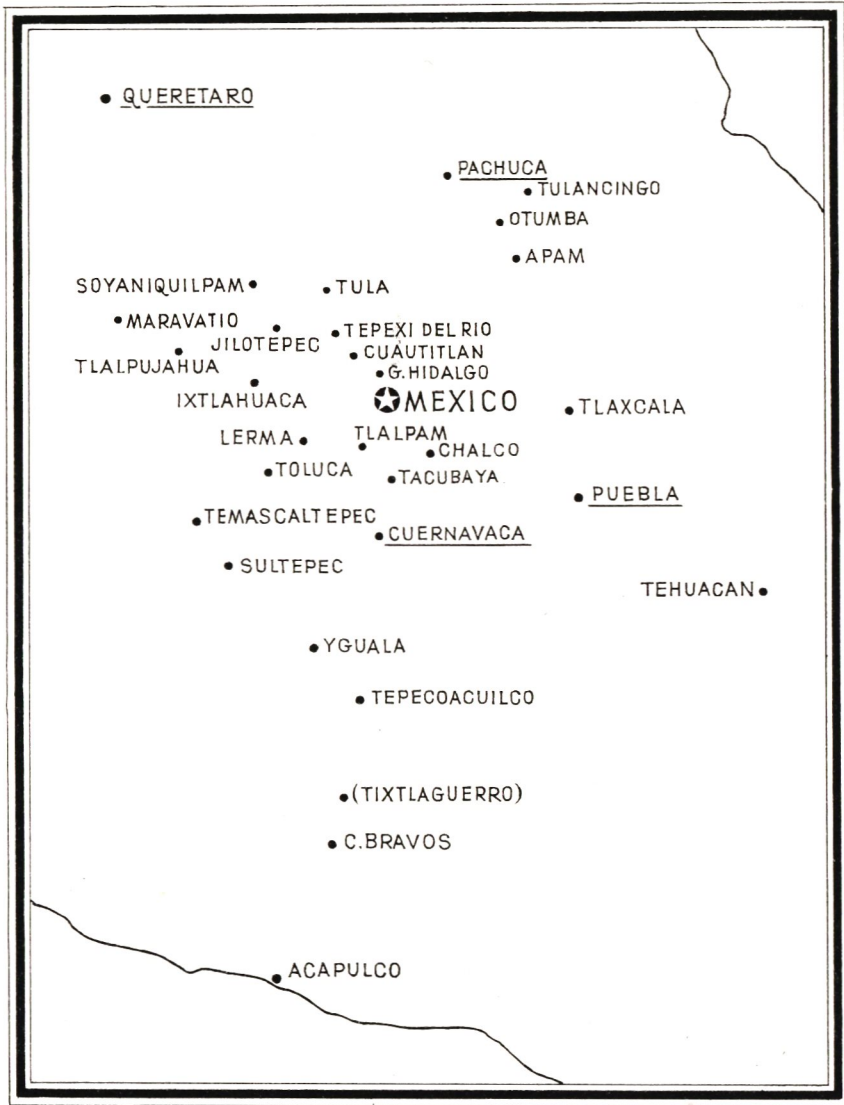 QUERETARO
PACHUCA
TULANCINGO
OTUMBA
APAM
SOYANIQUILPAM
TULA
MARAVATIO
TEPEXI DEL RIO
JILOTEPEC
CUAUTITLAN
TLALPUJAHUA
G. HIDALGO
IXTLAHUACA
MEXICO
TLAXCALA
LERMA
TLALPAM
CHALCO
TOLUCA
TACUBAYA
PUEBLA
TEMASCALTEPEC
CUERNAVACA
SULTEPEC
TEHUACAN
YGUALA
TEPECOACUILCO
(TIXTLAGUERRO)
C. BRAVOS
ACAPULCO